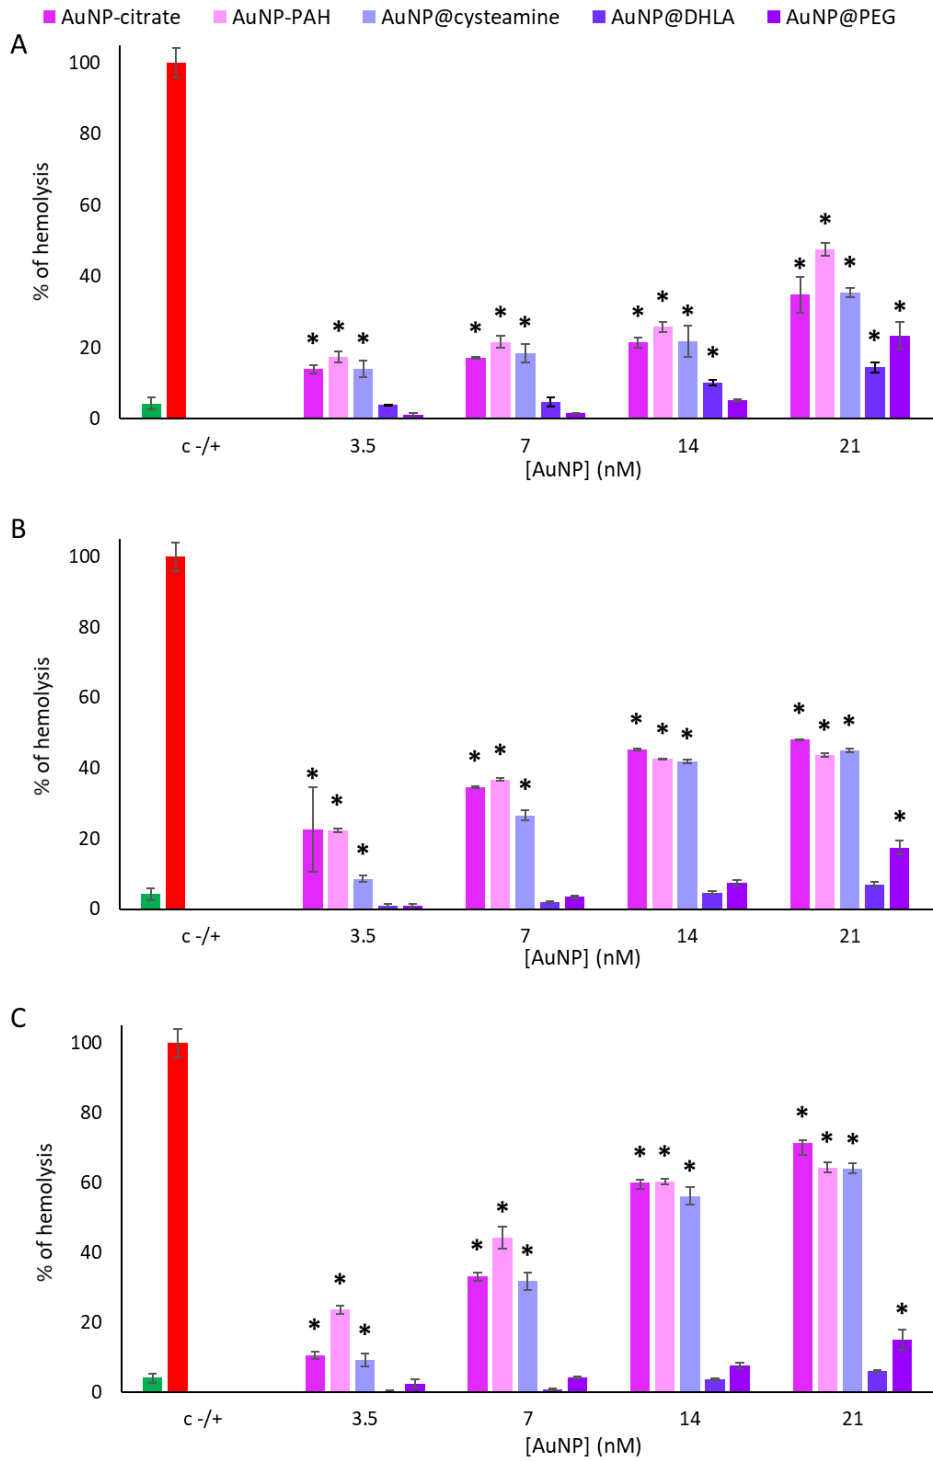 AuNP-citrate AuNP-PAH AuNP@cysteamine AuNP@DHLA AuNP@PEG
A
% of hemolysis
100
80
60
40
20
0
* * * * * * * * * * * * * * *
c -/+ 3.5 7 14 21
[AuNP] (nM)
B
% of hemolysis
100
80
60
40
20
0
* * * * * * * * * * * * *
c -/+ 3.5 7 14 21
[AuNP] (nM)
C
% of hemolysis
100
80
60
40
20
0
* * * * * * * * * * * * *
c -/+ 3.5 7 14 21
[AuNP] (nM)